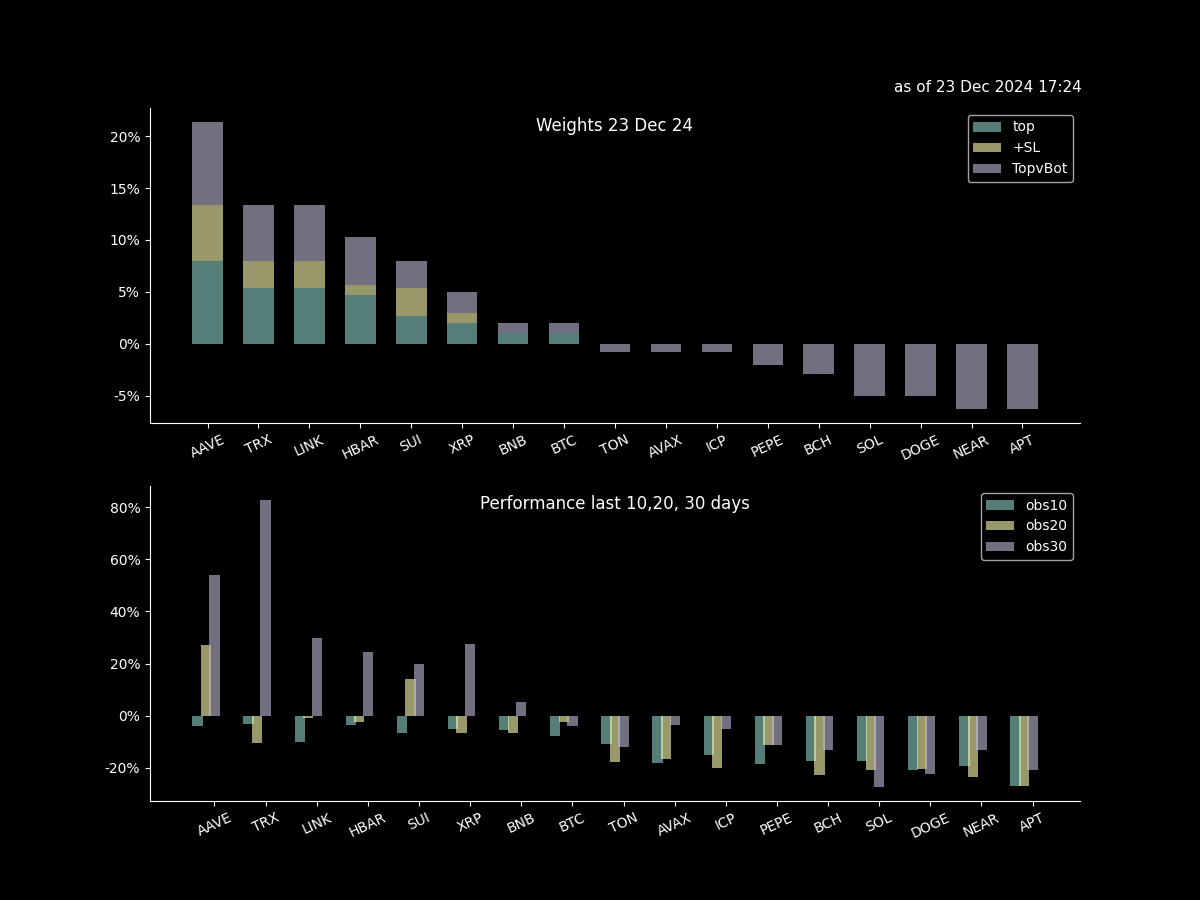 as of 23 Dec 2024 17:24
Weights 23 Dec 24
top
+SL
TopvBot
20%
15%
10%
5%
0%
-5%
AAVE TRX LINK HBAR SUI XRP BNB BTC TON AVAX ICP PEPE BCH SOL DOGE NEAR APT
Performance last 10,20, 30 days
obs10
obs20
obs30
80%
60%
40%
20%
0%
-20%
AAVE TRX LINK HBAR SUI XRP BNB BTC TON AVAX ICP PEPE BCH SOL DOGE NEAR APT